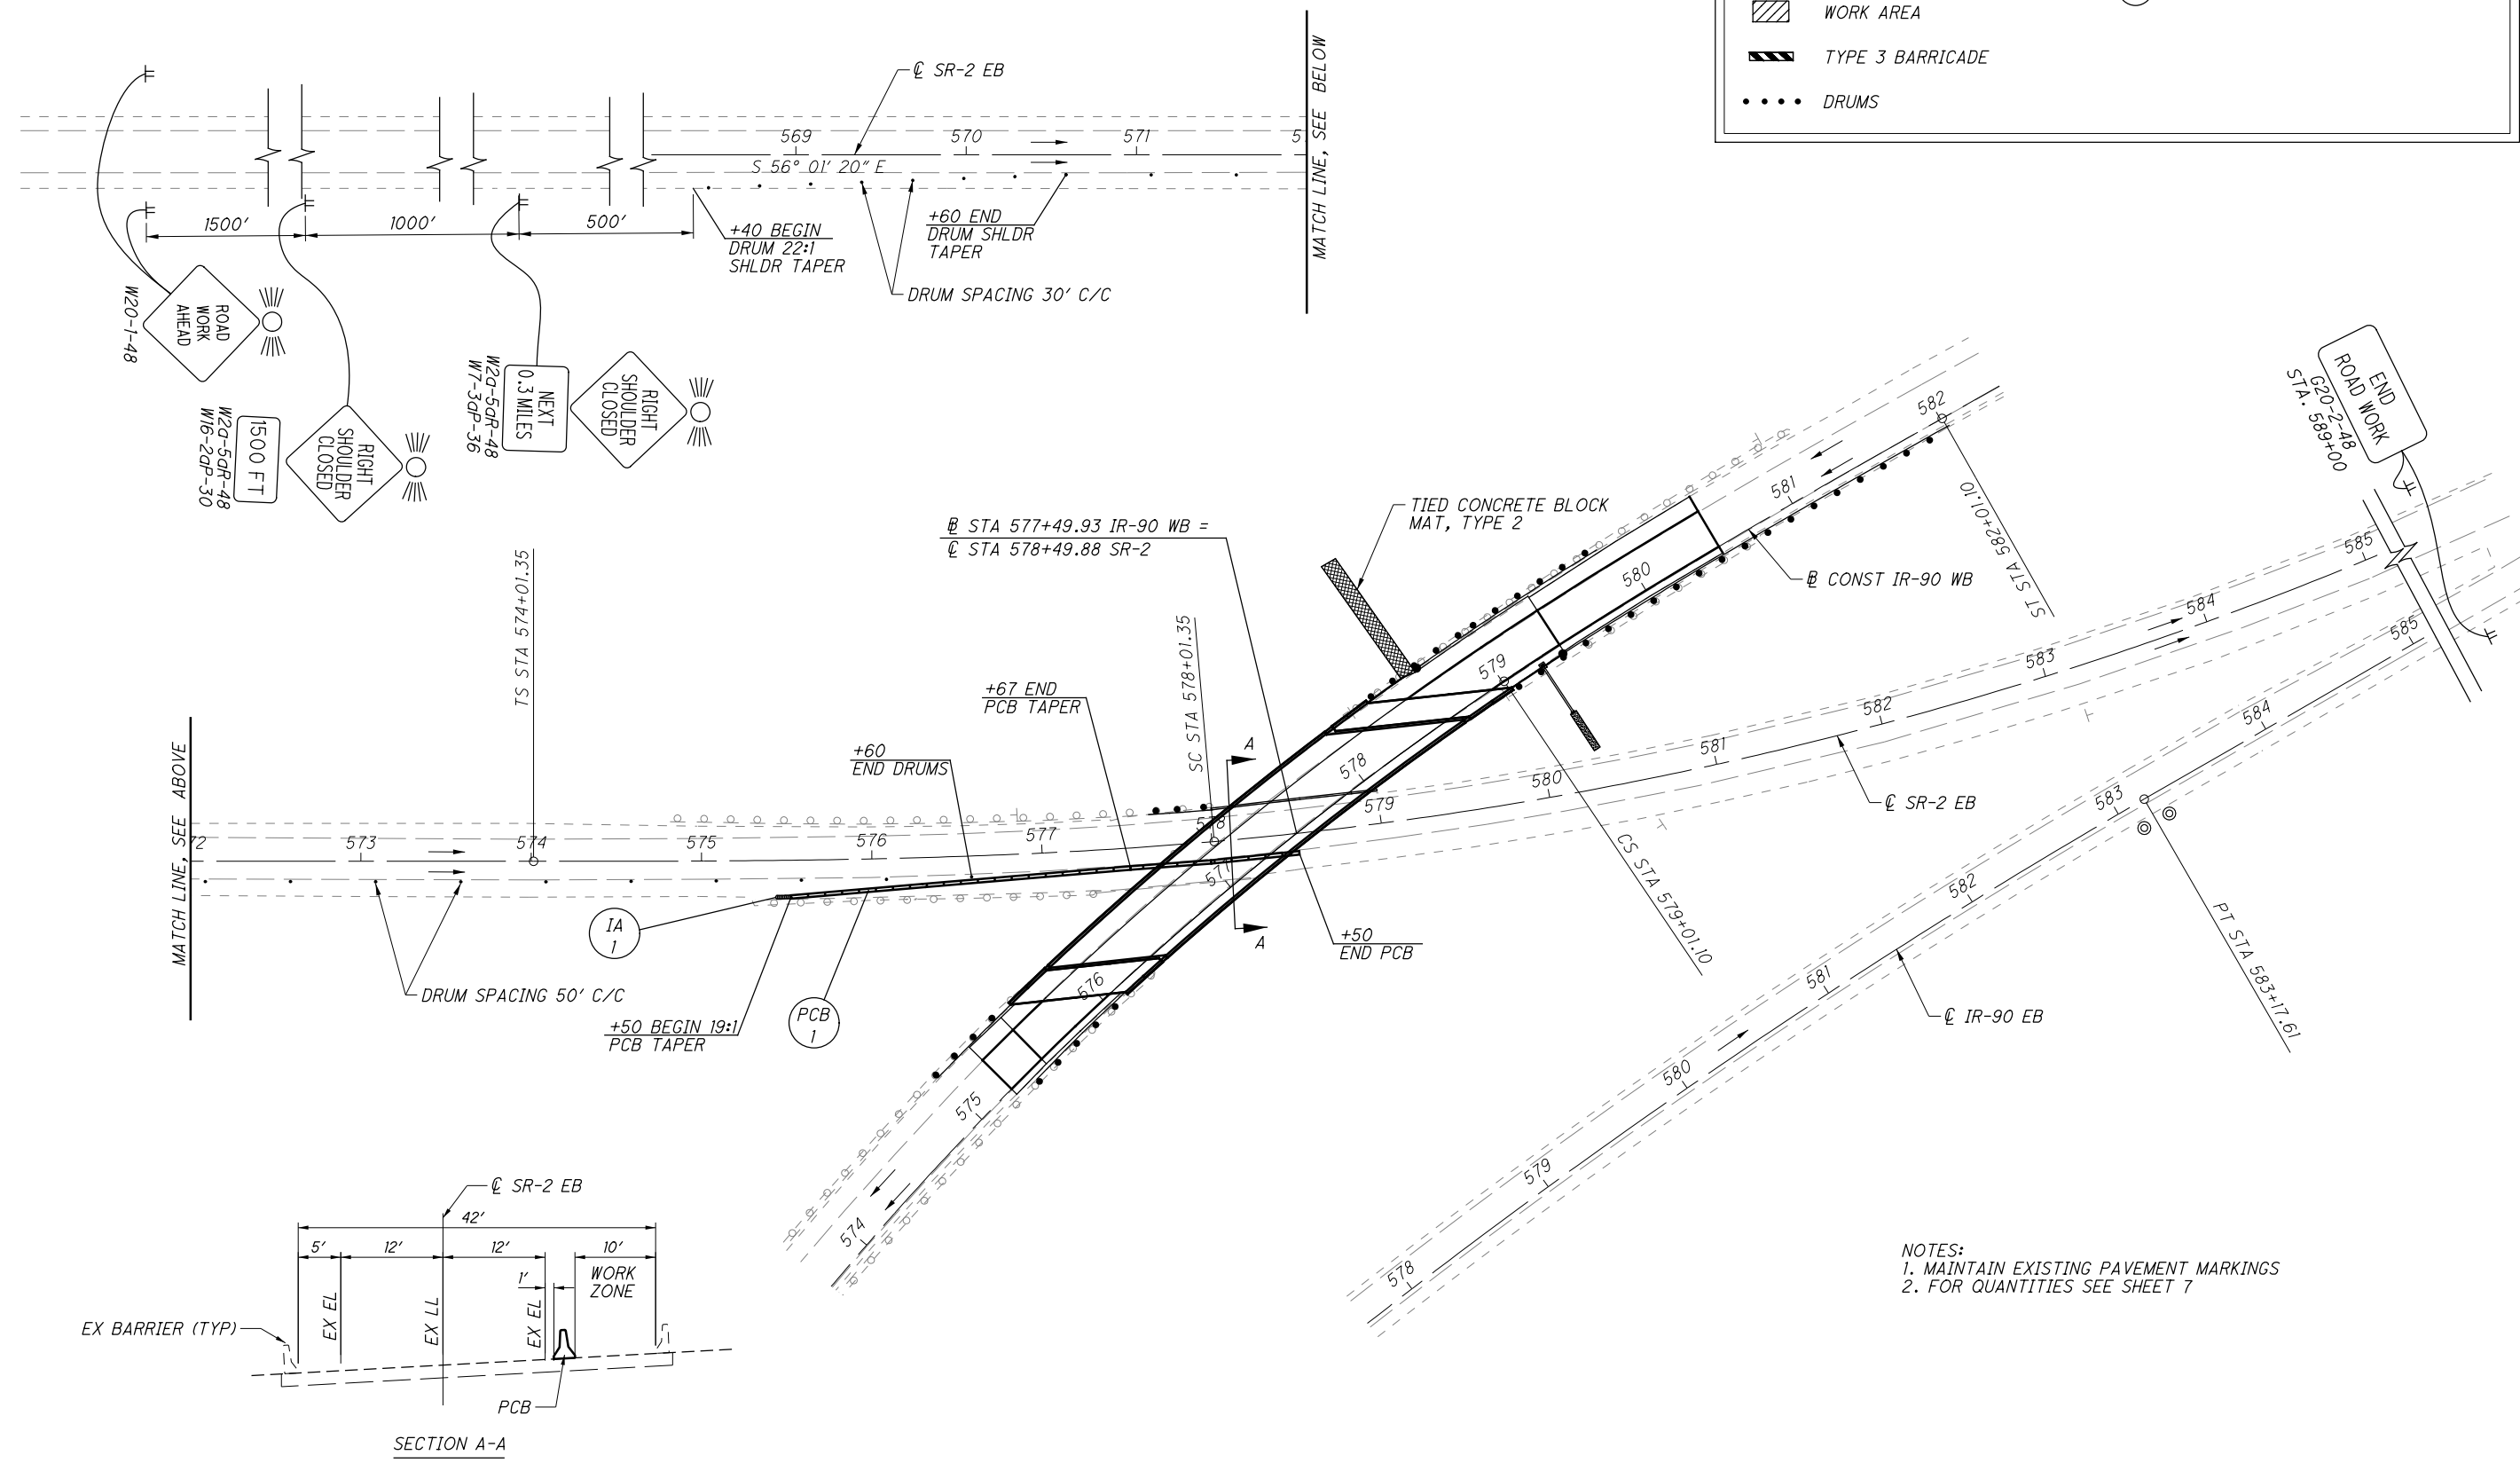 WORK AREA
TYPE 3 BARRICADE
DRUMS
℄ SR-2 EB
MATCH LINE, SEE BELOW
569
570
571
S 56° 01' 20" E
1500'
1000'
500'
+40 BEGIN
DRUM 22:1
SHLDR TAPER
+60 END
DRUM SHLDR
TAPER
DRUM SPACING 30' C/C
ROAD
WORK
AHEAD
W20-1-48
RIGHT
SHOULDER
CLOSED
1500 FT
W2a-5aR-48
W16-2aP-30
RIGHT
SHOULDER
CLOSED
NEXT
0.3 MILES
W2a-5aR-48
W7-3aP-36
END
ROAD WORK
G20-2-48
STA. 589+00
TIED CONCRETE BLOCK
MAT, TYPE 2
B STA 577+49.93 IR-90 WB =
℄ STA 578+49.88 SR-2
B CONST IR-90 WB
ST STA 582+01.10
582
581
580
579
578
577
576
575
574
TS STA 574+01.35
SC STA 578+01.35
CS STA 579+01.10
PT STA 583+17.61
+67 END
PCB TAPER
+60
END DRUMS
MATCH LINE, SEE ABOVE
72
573
574
575
576
577
578
579
580
581
582
583
584
585
℄ SR-2 EB
IA
1
PCB
1
A
A
+50
END PCB
DRUM SPACING 50' C/C
+50 BEGIN 19:1
PCB TAPER
578
579
580
581
582
583
584
585
℄ IR-90 EB
℄ SR-2 EB
42'
5'
12'
12'
10'
1'
WORK
ZONE
EX EL
EX LL
EX EL
EX BARRIER (TYP)
PCB
SECTION A-A
NOTES:
1. MAINTAIN EXISTING PAVEMENT MARKINGS
2. FOR QUANTITIES SEE SHEET 7